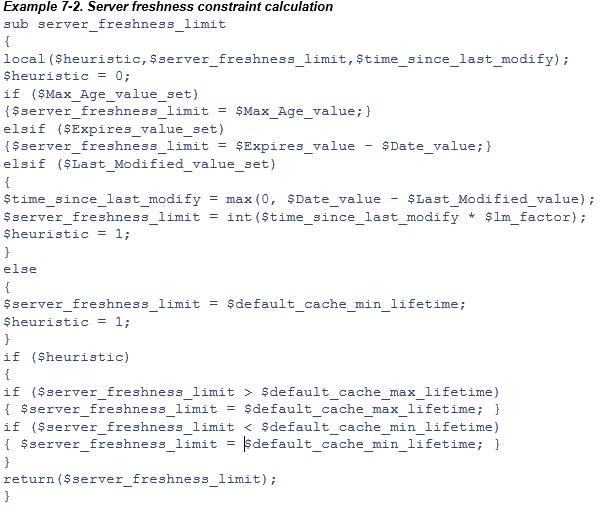 Example 7-2. Server freshness constraint calculation
sub server_freshness_limit
{
local($heuristic,$server_freshness_limit,$time_since_last_modify);
$heuristic = 0;
if ($Max_Age_value_set)
{$server_freshness_limit = $Max_Age_value;}
elsif ($Expires_value_set)
{$server_freshness_limit = $Expires_value - $Date_value;}
elsif ($Last_Modified_value_set)
{
$time_since_last_modify = max(0, $Date_value - $Last_Modified_value);
$server_freshness_limit = int($time_since_last_modify * $lm_factor);
$heuristic = 1;
}
else
{
$server_freshness_limit = $default_cache_min_lifetime;
$heuristic = 1;
}
if ($heuristic)
{
if ($server_freshness_limit > $default_cache_max_lifetime)
{ $server_freshness_limit = $default_cache_max_lifetime; }
if ($server_freshness_limit < $default_cache_min_lifetime)
{ $server_freshness_limit = $default_cache_min_lifetime; }
}
return($server_freshness_limit);
}